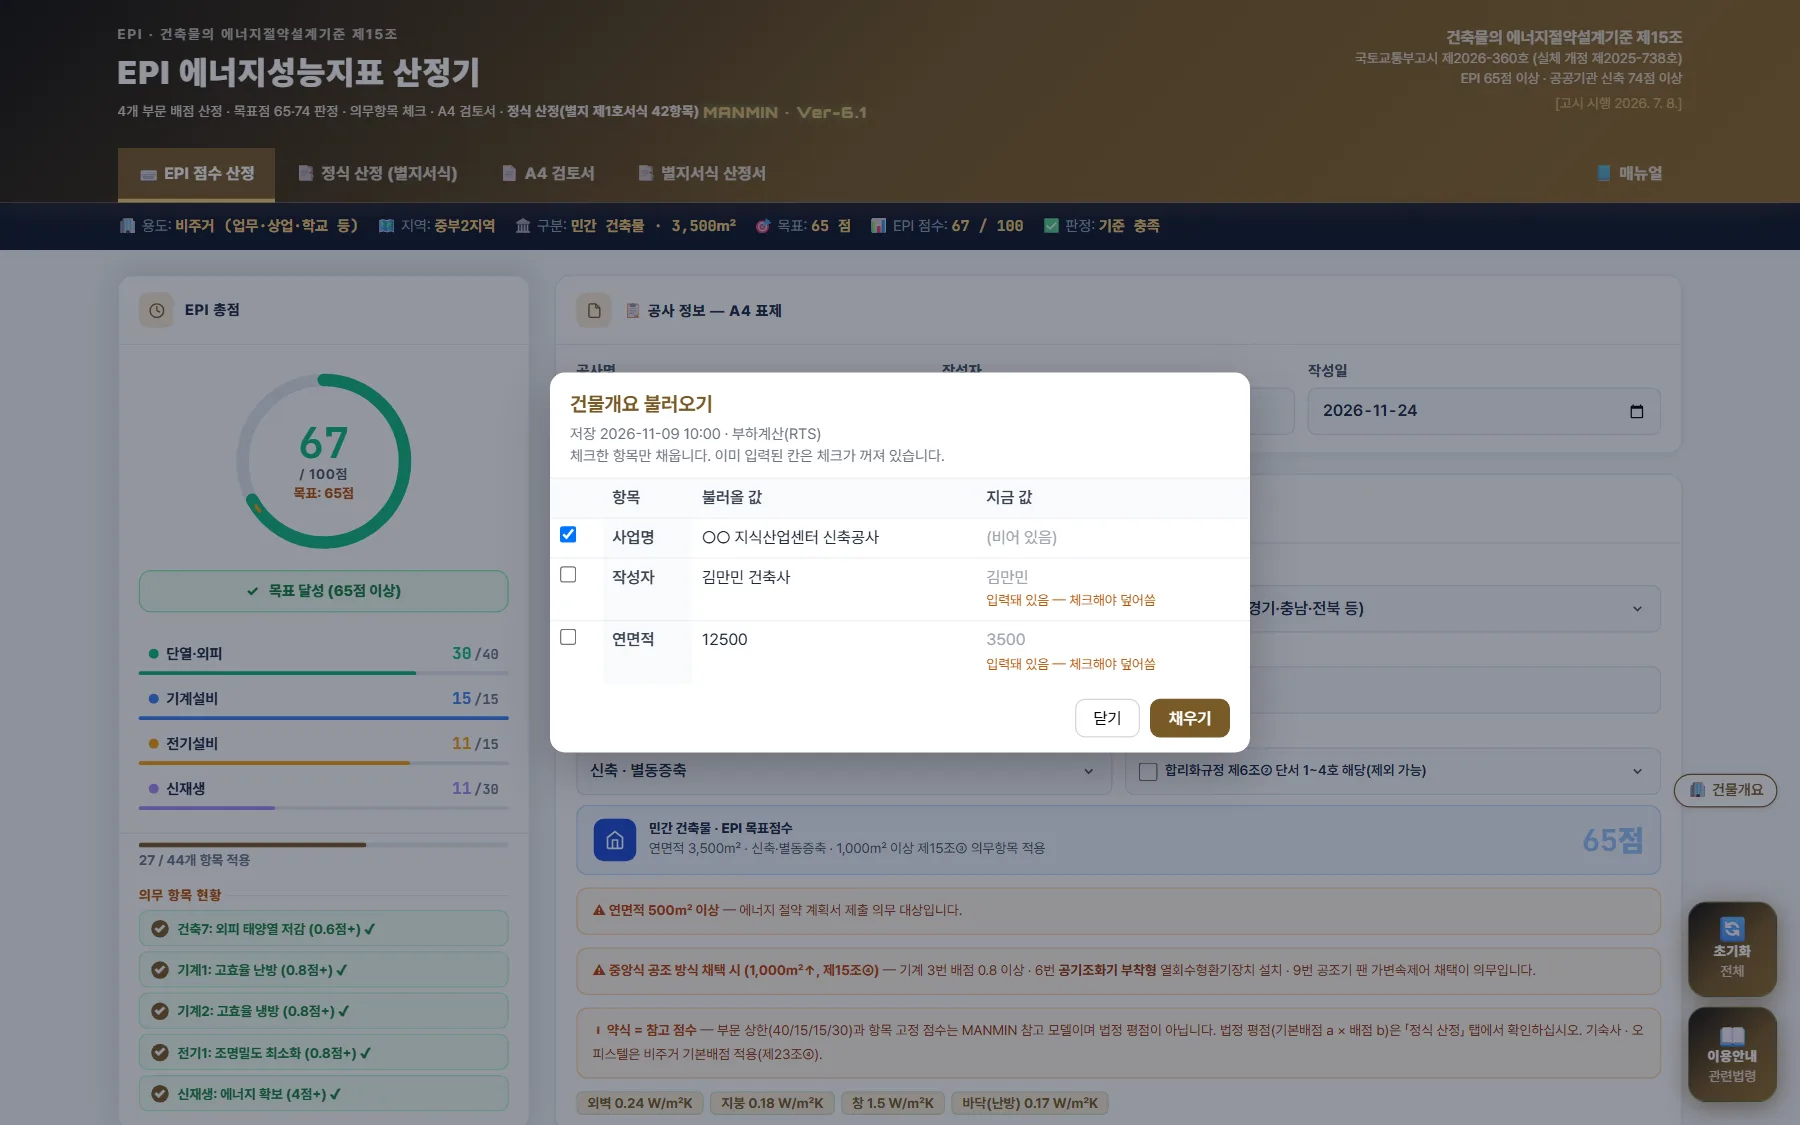 EPI · 건축물의 에너지절약설계기준 제15조
EPI 에너지성능지표 산정기
4개 부문 배점 산정 · 목표점 65·74 판정 · 의무항목 체크 · A4 검토서 · 정식 산정(별지 제1호서식 42항목) MANMIN · Ver-6.1
건축물의 에너지절약설계기준 제15조
국토교통부고시 제2026-360호 (실체 개정 제2025-738호)
EPI 65점 이상 · 공공기관 신축 74점 이상
[고시 시행 2026. 7. 8.]
EPI 점수 산정
정식 산정 (별지서식)
A4 검토서
별지서식 산정서
매뉴얼
용도: 비주거 (업무·상업·학교 등)
지역: 중부2지역
구분: 민간 건축물 · 3,500m²
목표: 65 점
EPI 점수: 67 / 100
판정: 기준 충족
EPI 총점
67
/ 100점
목표: 65점
✓ 목표 달성 (65점 이상)
단열·외피 30 /40
기계설비 15 /15
전기설비 11 /15
신재생 11 /30
27 / 44개 항목 적용
의무 항목 현황
건축7: 외피 태양열 저감 (0.6점+) ✓
기계1: 고효율 난방 (0.8점+) ✓
기계2: 고효율 냉방 (0.8점+) ✓
전기1: 조명밀도 최소화 (0.8점+) ✓
신재생: 에너지 확보 (4점+) ✓
공사 정보 — A4 표제
공사명
작성자
작성일
2026-11-24
건물개요 불러오기
저장 2026-11-09 10:00 · 부하계산(RTS)
체크한 항목만 채웁니다. 이미 입력된 칸은 체크가 꺼져 있습니다.
항목 불러올 값 지금 값
사업명 ○○ 지식산업센터 신축공사 (비어 있음)
작성자 김만민 건축사 김만민
입력돼 있음 — 체크해야 덮어씀
연면적 12500 3500
입력돼 있음 — 체크해야 덮어씀
닫기
채우기
경기·충남·전북 등)
신축 · 별동증축
합리화규정 제6조② 단서 1~4호 해당(제외 가능)
민간 건축물 · EPI 목표점수
연면적 3,500m² · 신축·별동증축 · 1,000m² 이상 제15조③ 의무항목 적용
65점
⚠ 연면적 500m² 이상 — 에너지 절약 계획서 제출 의무 대상입니다.
⚠ 중앙식 공조 방식 채택 시 (1,000m²↑, 제15조④) — 기계 3번 배점 0.8 이상 · 6번 공기조화기 부착형 열회수형환기장치 설치 · 9번 공조기 팬 가변속제어 채택이 의무입니다.
약식 = 참고 점수 — 부문 상한(40/15/15/30)과 항목 고정 점수는 MANMIN 참고 모델이며 법정 평점이 아닙니다. 법정 평점(기본배점 a × 배점 b)은 「정식 산정」 탭에서 확인하십시오. 기숙사 · 오
피스텔은 비주거 기본배점 적용(제23조④).
외벽 0.24 W/m²K
지붕 0.18 W/m²K
창 1.5 W/m²K
바닥(난방) 0.17 W/m²K
건물개요
초기화
전체
이용안내
관련법령